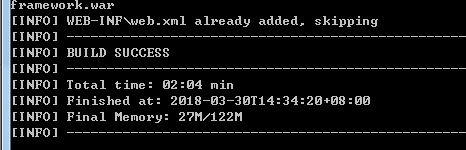 framework.war
[INFO] WEB-INF\web.xml already added, skipping
[INFO] ------------------------------------------------------------------------
[INFO] BUILD SUCCESS
[INFO] ------------------------------------------------------------------------
[INFO] Total time: 02:04 min
[INFO] Finished at: 2018-03-30T14:34:20+08:00
[INFO] Final Memory: 27M/122M
[INFO] ------------------------------------------------------------------------